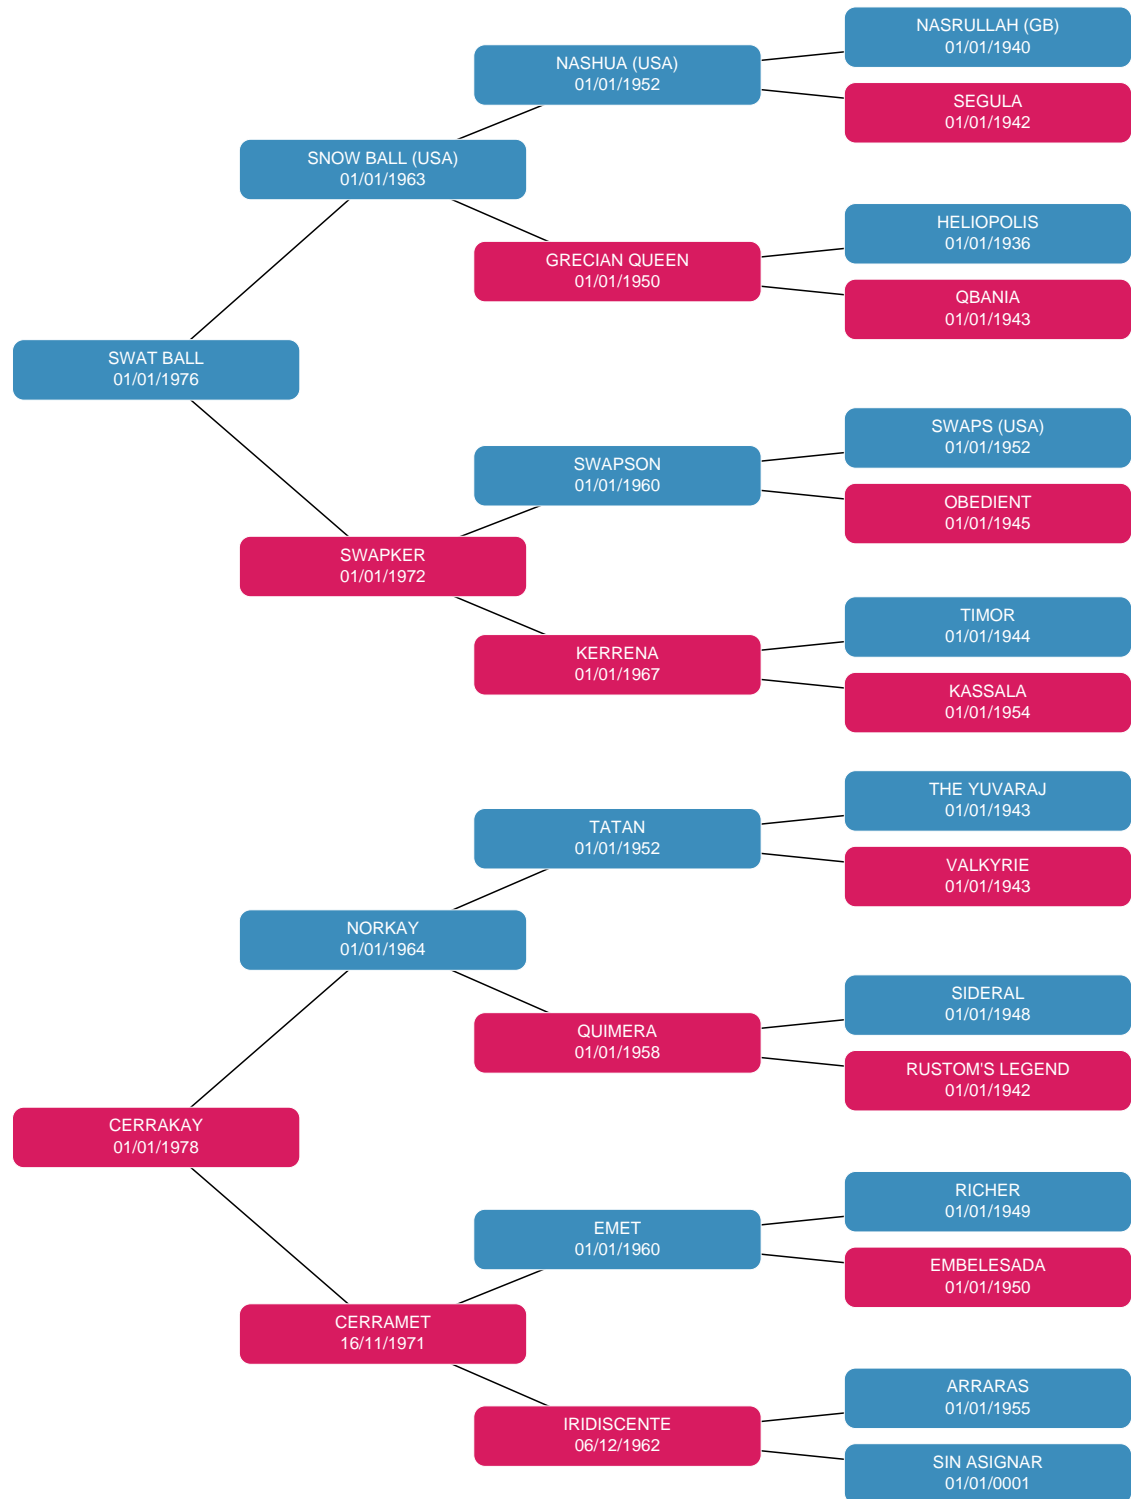 NASRULLAH (GB)
01/01/1940
NASHUA (USA)
01/01/1952
SEGULA
01/01/1942
SNOW BALL (USA)
01/01/1963
HELIOPOLIS
01/01/1936
GRECIAN QUEEN
01/01/1950
QBANIA
01/01/1943
SWAT BALL
01/01/1976
SWAPS (USA)
01/01/1952
SWAPSON
01/01/1960
OBEDIENT
01/01/1945
SWAPKER
01/01/1972
TIMOR
01/01/1944
KERRENA
01/01/1967
KASSALA
01/01/1954
THE YUVARAJ
01/01/1943
TATAN
01/01/1952
VALKYRIE
01/01/1943
NORKAY
01/01/1964
SIDERAL
01/01/1948
QUIMERA
01/01/1958
RUSTOM'S LEGEND
01/01/1942
CERRAKAY
01/01/1978
RICHER
01/01/1949
EMET
01/01/1960
EMBELESADA
01/01/1950
CERRAMET
16/11/1971
ARRARAS
01/01/1955
IRIDISCENTE
06/12/1962
SIN ASIGNAR
01/01/0001